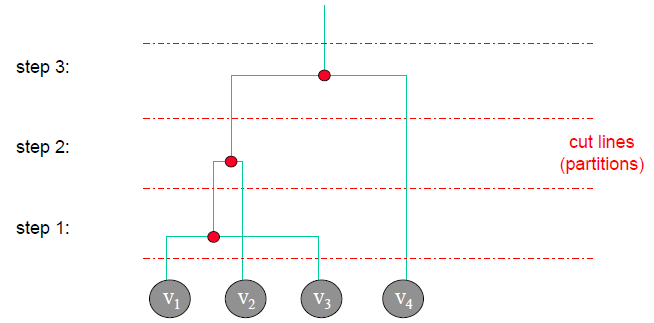 step 3:
step 2:
cut lines
(partitions)
step 1:
v1
v2
v3
v4